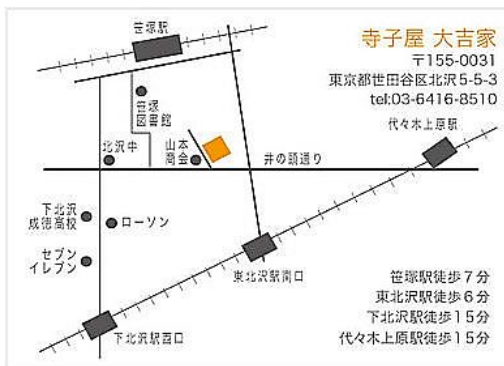 寺子屋 大吉家
〒155-0031
東京都世田谷区北沢5-5-3
tel:03-6416-8510
笹塚駅
代々木上原駅
笹塚
図書館
北沢中
山本
商会
井の頭通り
下北沢
成徳高校
ローソン
セブン
イレブン
東北沢駅南口
下北沢駅西口
笹塚駅徒歩7分
東北沢駅徒歩6分
下北沢駅徒歩15分
代々木上原駅徒歩15分